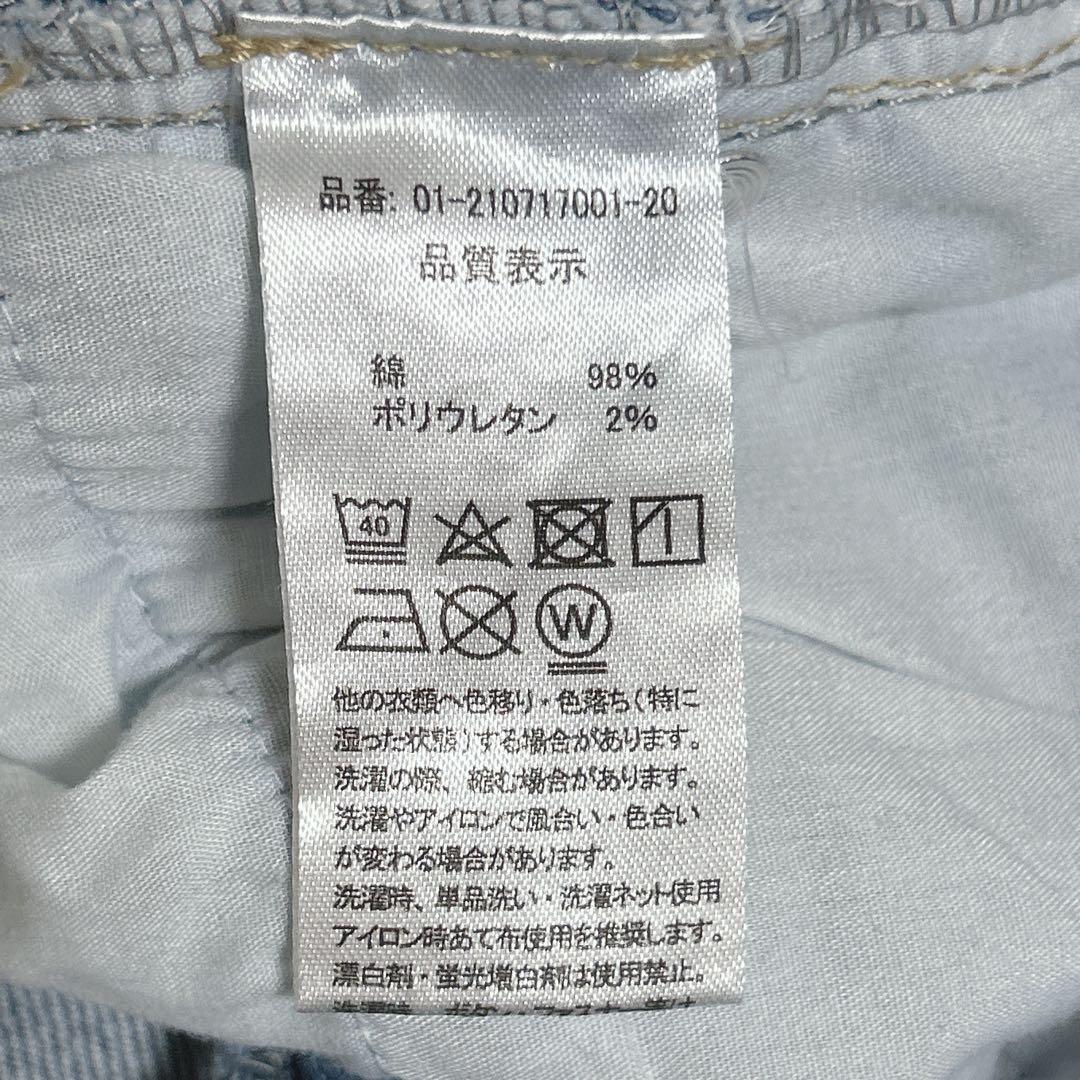 品番: 01-210717001-20
品質表示
綿 98%
ポリウレタン 2%
40
W
他の衣類へ色移り・色落ち(特に
湿った状態)する場合があります。
洗濯の際、縮む場合があります。
洗濯やアイロンで風合い・色合い
が変わる場合があります。
洗濯時、単品洗い・洗濯ネット使用
アイロン時あて布使用を推奨します。
漂白剤・蛍光増白剤は使用禁止。